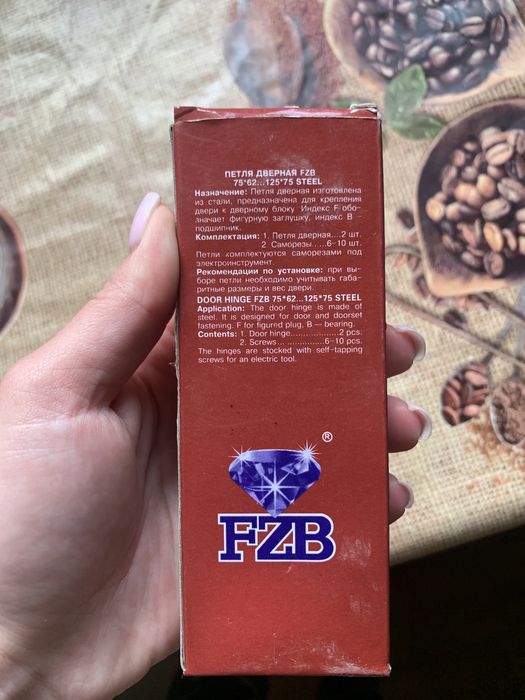 ПЕТЛЯ ДВЕРНАЯ FZB
75*62...125*75 STEEL
Назначение: Петля дверная изготовлена
из стали, предназначена для крепления
двери к дверному блоку. Индекс F обо-
значает фигурную заглушку, индекс B -
подшипник.
Комплектация: 1. Петля дверная....2 шт.
2. Саморезы.....6-10 шт.
Петли комплектуются саморезами под
электроинструмент.
Рекомендации по установке: при вы-
боре петли необходимо учитывать габа-
ритные размеры и вес двери.
DOOR HINGE FZB 75*62...125*75 STEEL
Application: The door hinge is made of
steel. It is designed for door and doorset
fastening. F for figured plug, B — bearing.
Contents: 1. Door hinge.....................2 pcs.
2. Screws... ................6-10 pcs.
The hinges are stocked with self-tapping
screws for an electric tool.
®
FZB